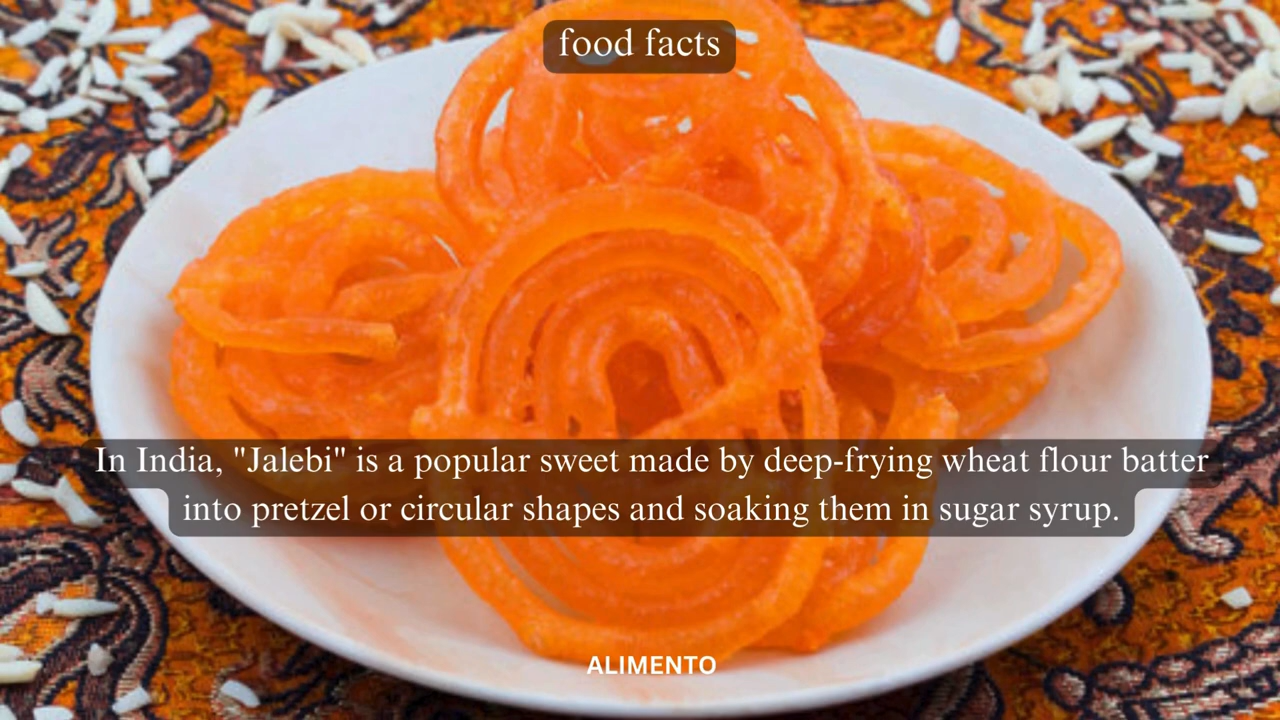 food facts
In India, "Jalebi" is a popular sweet made by deep-frying wheat flour batter
into pretzel or circular shapes and soaking them in sugar syrup.
ALIMENTO